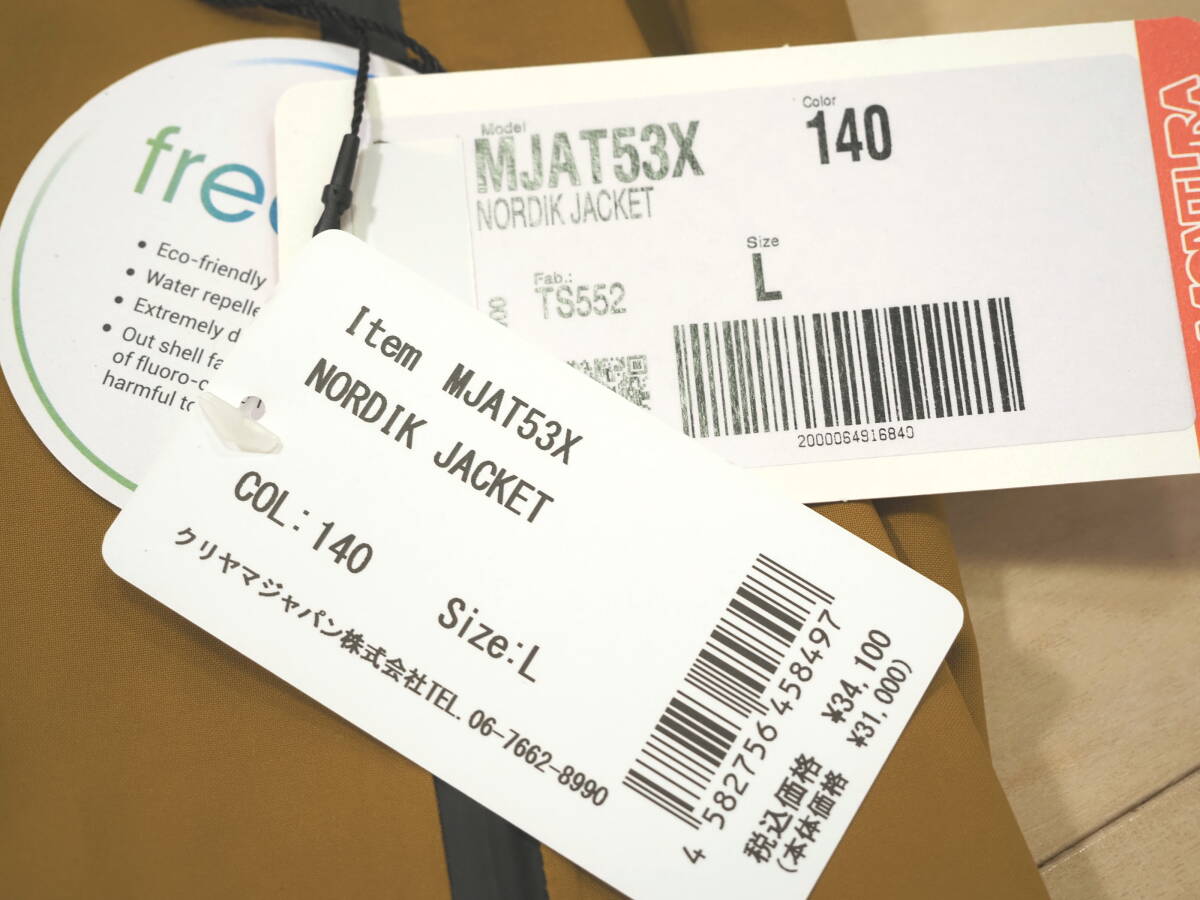 free
• Eco-friendly
• Water repelle
• Extremely d
• Out shell fa
of fluoro-c
harmful to
Model
MJAT53X
NORDIK JACKET
Color
140
Fab.:
TS552
Size
L
2000064916840
MONTURA
Item MJAT53X
NORDIK JACKET
COL:140
Size:L
クリヤマジャパン株式会社TEL. 06-7662-8990
4 582756 458497
税込価格 ¥34,100
(本体価格 ¥31,000)